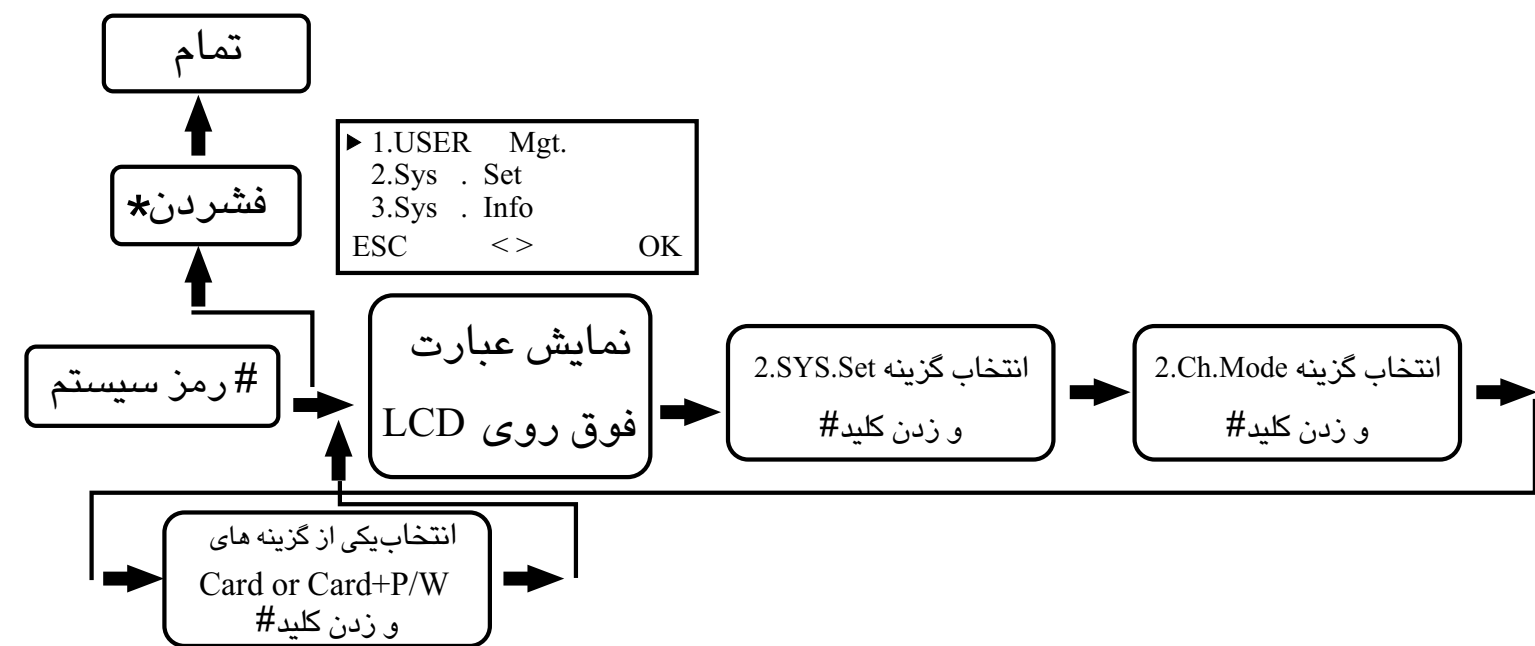 تمام
فشردن*
▶ 1.USER Mgt.
2.Sys . Set
3.Sys . Info
ESC < > OK
#رمز سیستم
نمایش عبارت
فوق روی LCD
انتخاب گزینه 2.SYS.Set
و زدن کلید#
انتخاب گزینه 2.Ch.Mode
و زدن کلید#
انتخاب‌یکی از گزینه های
Card or Card+P/W
و زدن کلید#